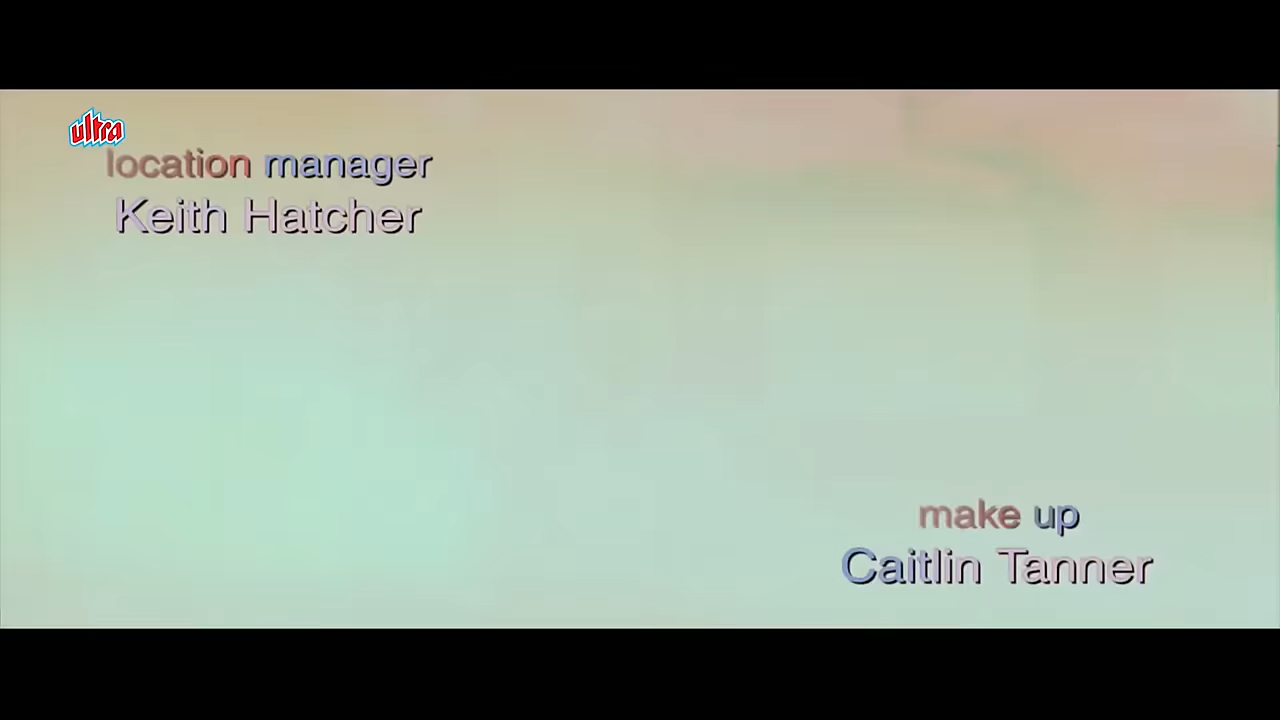 ultra
location manager
Keith Hatcher
make up
Caitlin Tanner